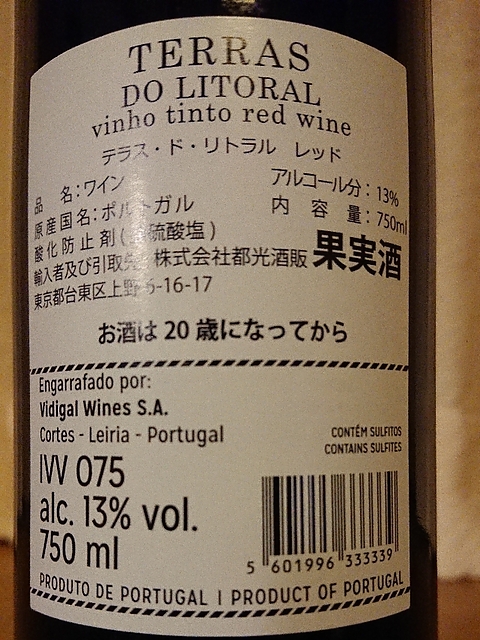 TERRAS
DO LITORAL
vinho tinto red wine
テラス・ド・リトラル レッド
品 名:ワイン
アルコール分:13%
原産国名:ポルトガル
内 容 量:750ml
酸化防止剤( 硫酸塩)
輸入者及び引取先 株式会社都光酒販
果実酒
東京都台東区上野 6-16-17
お酒は20歳になってから
Engarrafado por:
Vidigal Wines S.A.
Cortes - Leiria - Portugal
CONTÉM SULFITOS
CONTAINS SULFITES
IVV 075
alc. 13% vol.
750 ml
5 601996 333339
PRODUTO DE PORTUGAL | PRODUCT OF PORTUGAL